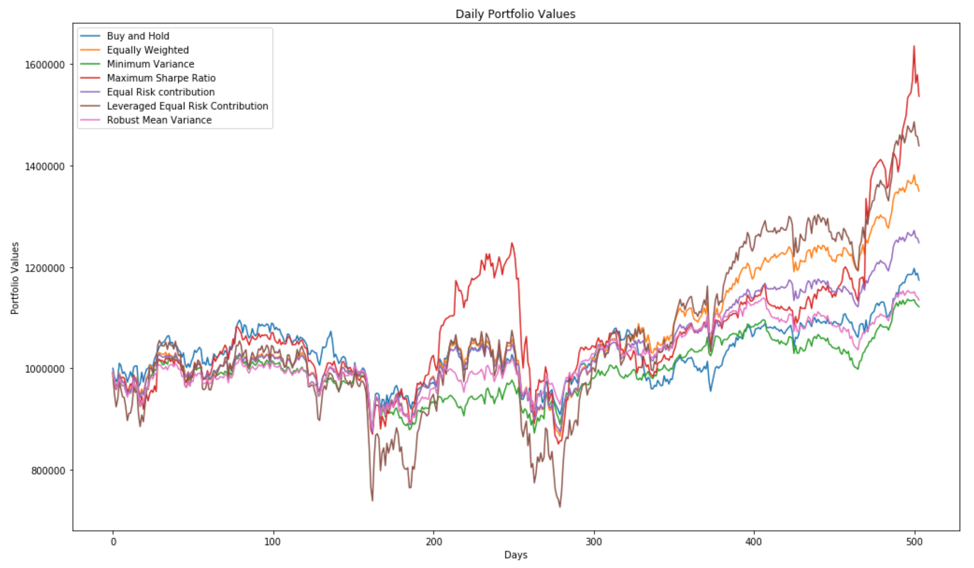 Daily Portfolio Values
Buy and Hold
Equally Weighted
Minimum Variance
Maximum Sharpe Ratio
Equal Risk contribution
Leveraged Equal Risk Contribution
Robust Mean Variance
1600000
1400000
1200000
1000000
800000
Portfolio Values
0 100 200 300 400 500
Days